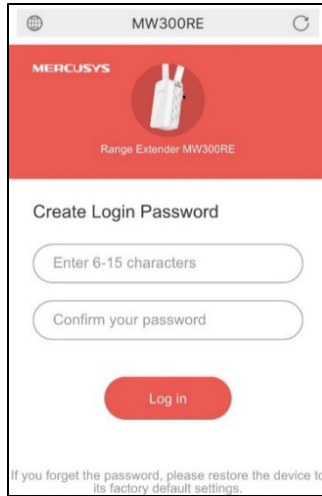 MW300RE
MERCUSYS
Range Extender MW300RE
Create Login Password
Enter 6-15 characters
Confirm your password
Log in
If you forget the password, please restore the device to
its factory default settings.